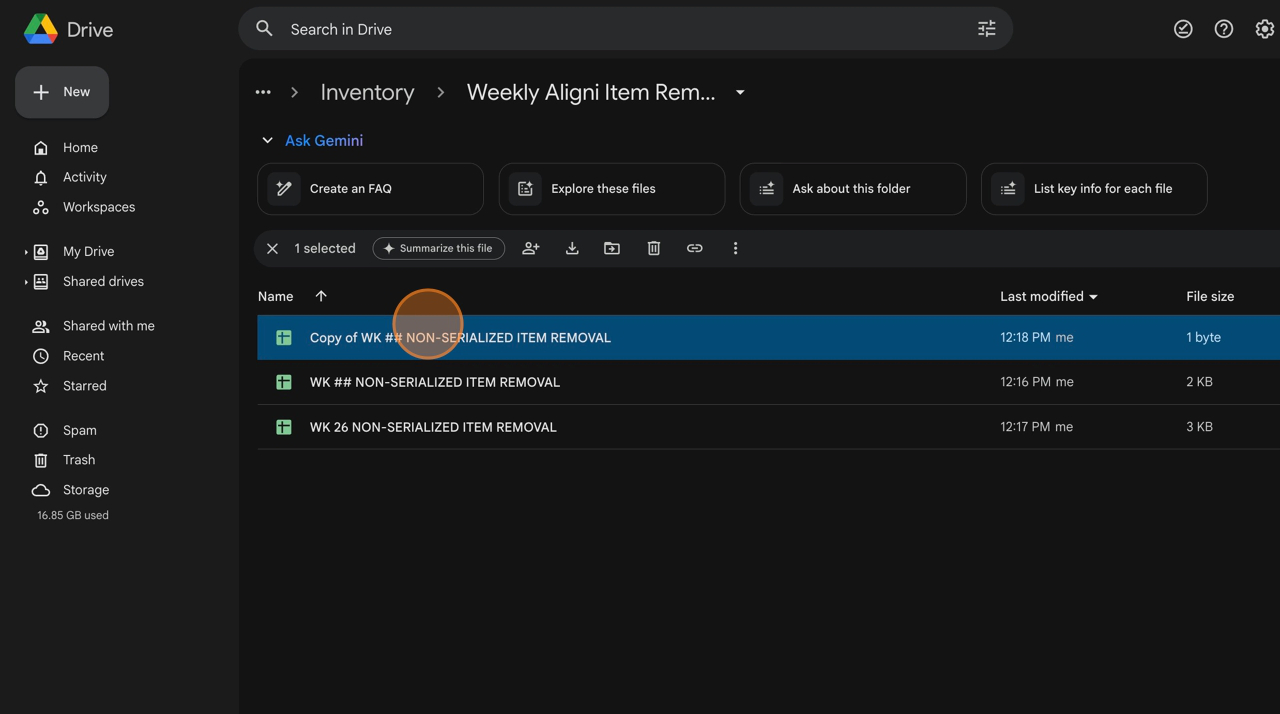 Drive
Search in Drive
New
Home
Activity
Workspaces
My Drive
Shared drives
Shared with me
Recent
Starred
Spam
Trash
Storage
16.85 GB used
Inventory
Weekly Aligni Item Rem...
Ask Gemini
Create an FAQ
Explore these files
Ask about this folder
List key info for each file
1 selected
Summarize this file
Name Last modified File size
Copy of WK ## NON-SERIALIZED ITEM REMOVAL 12:18 PM me 1 byte
WK ## NON-SERIALIZED ITEM REMOVAL 12:16 PM me 2 KB
WK 26 NON-SERIALIZED ITEM REMOVAL 12:17 PM me 3 KB